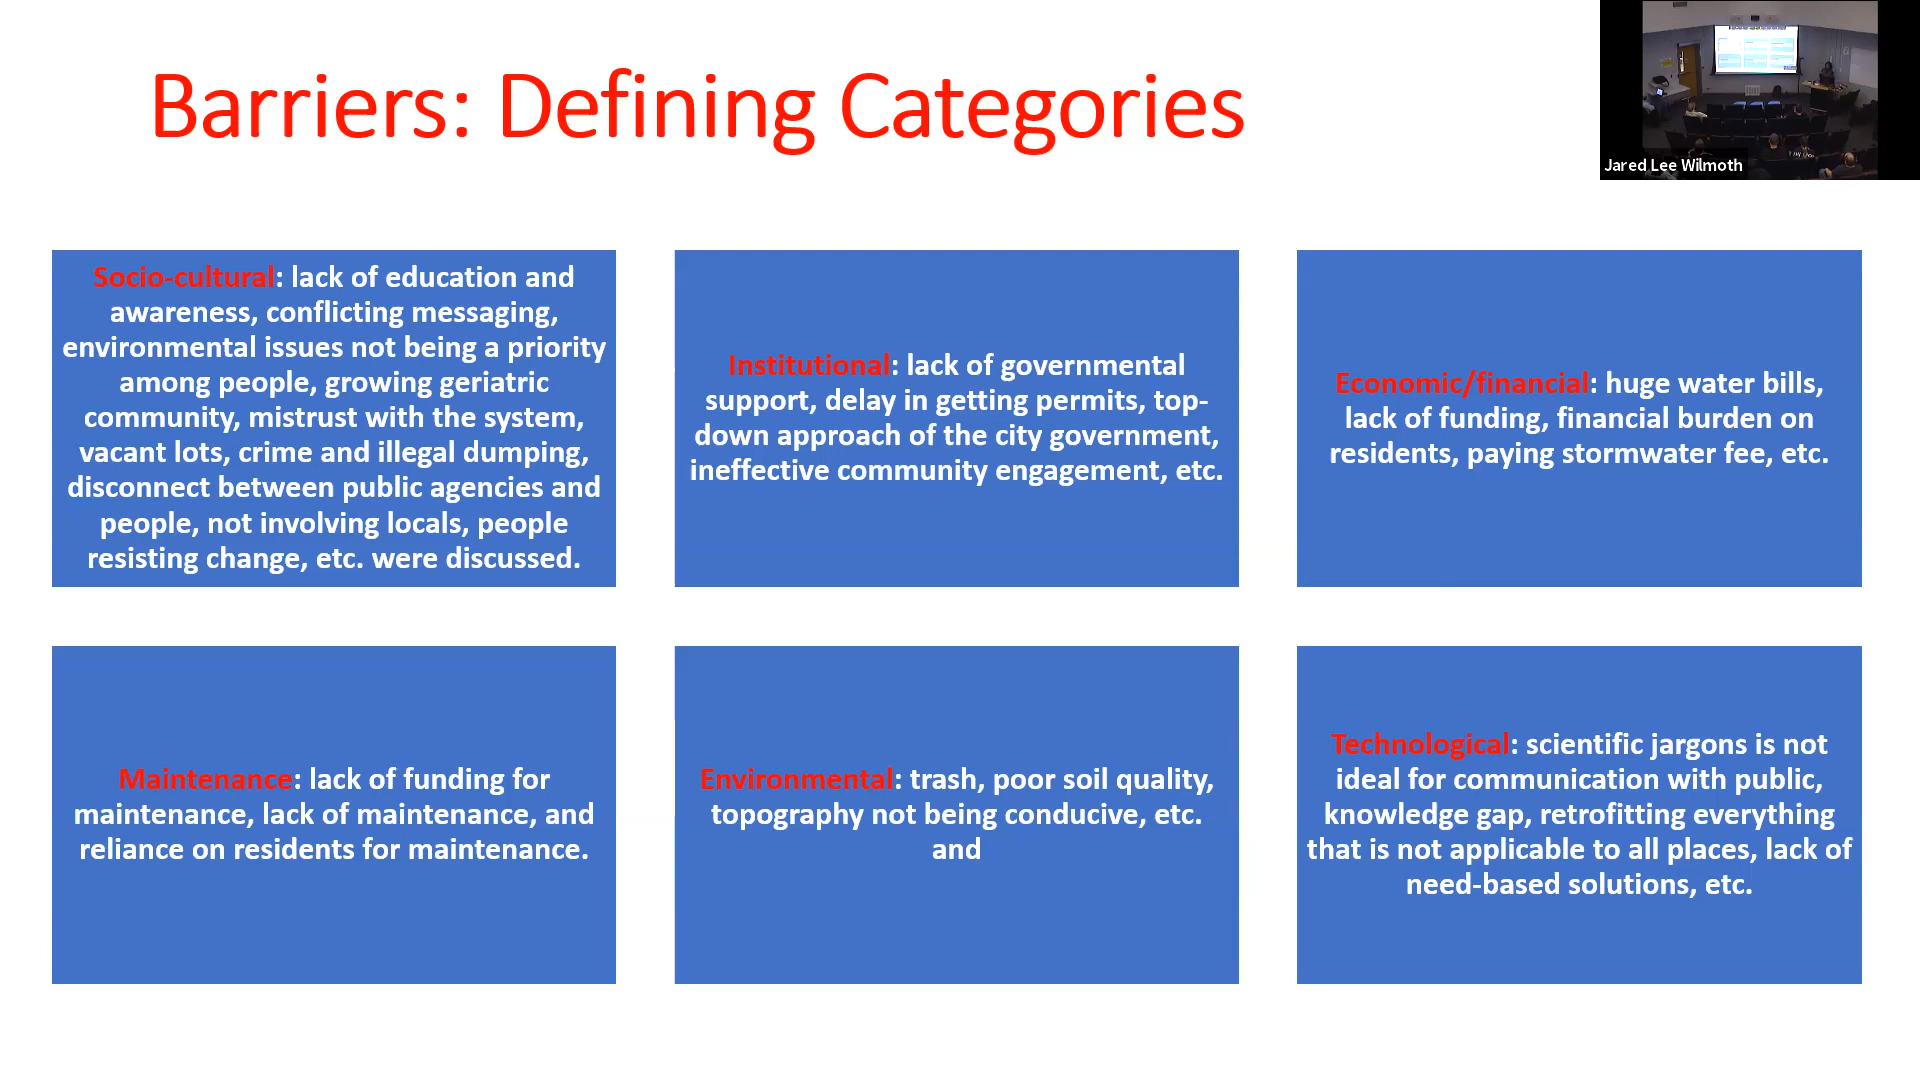 Barriers: Defining Categories
Jared Lee Wilmoth
Socio-cultural: lack of education and
awareness, conflicting messaging,
environmental issues not being a priority
among people, growing geriatric
community, mistrust with the system,
vacant lots, crime and illegal dumping,
disconnect between public agencies and
people, not involving locals, people
resisting change, etc. were discussed.
Institutional: lack of governmental
support, delay in getting permits, top-
down approach of the city government,
ineffective community engagement, etc.
Economic/financial: huge water bills,
lack of funding, financial burden on
residents, paying stormwater fee, etc.
Maintenance: lack of funding for
maintenance, lack of maintenance, and
reliance on residents for maintenance.
Environmental: trash, poor soil quality,
topography not being conducive, etc.
and
Technological: scientific jargons is not
ideal for communication with public,
knowledge gap, retrofitting everything
that is not applicable to all places, lack of
need-based solutions, etc.